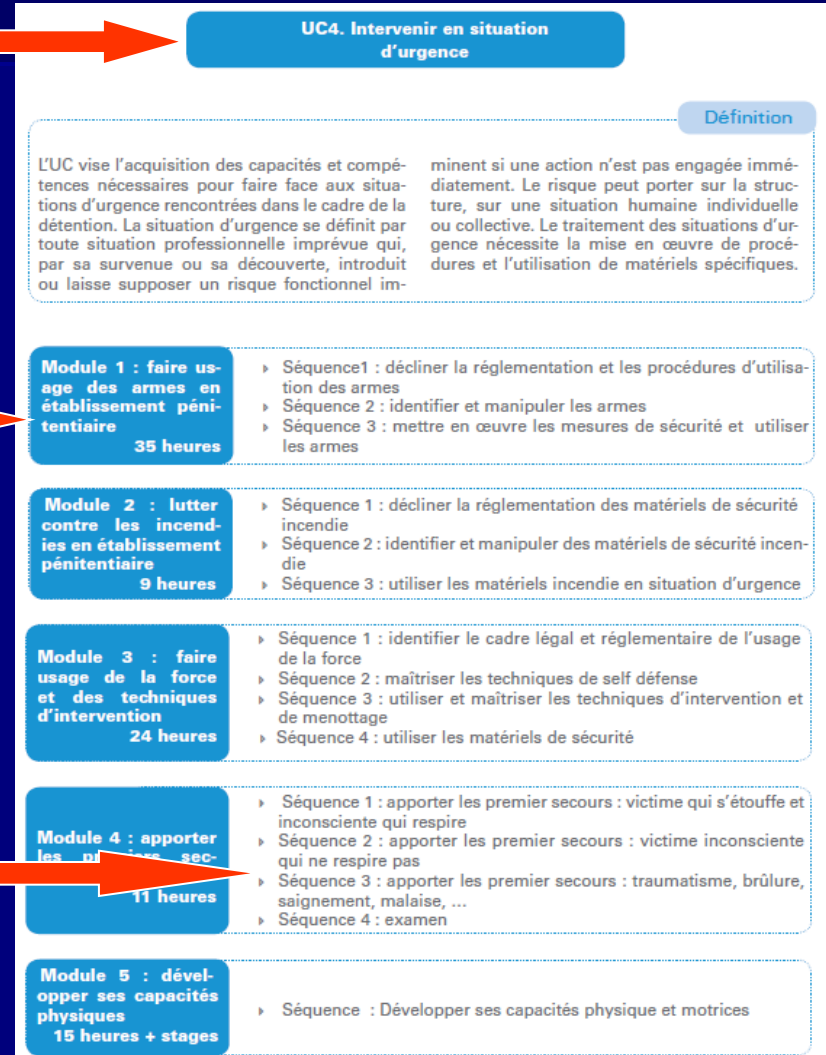 UC4. Intervenir en situation
d'urgence
Définition
L'UC vise l'acquisition des capacités et compé-
tences nécessaires pour faire face aux situa-
tions d'urgence rencontrées dans le cadre de la
détention. La situation d'urgence se définit par
toute situation professionnelle imprévue qui,
par sa survenue ou sa découverte, introduit
ou laisse supposer un risque fonctionnel im-
minent si une action n'est pas engagée immé-
diatement. Le risque peut porter sur la struc-
ture, sur une situation humaine individuelle
ou collective. Le traitement des situations d'ur-
gence nécessite la mise en œuvre de procé-
dures et l'utilisation de matériels spécifiques.
Module 1 : faire us-
age des armes en
établissement péni-
tentiaire
35 heures
Séquence1 : décliner la réglementation et les procédures d'utilisa-
tion des armes
Séquence 2 : identifier et manipuler les armes
Séquence 3 : mettre en œuvre les mesures de sécurité et utiliser
les armes
Module 2 : lutter
contre les incend-
ies en établissement
pénitentiaire
9 heures
Séquence 1 : décliner la réglementation des matériels de sécurité
incendie
Séquence 2 : identifier et manipuler des matériels de sécurité incen-
die
Séquence 3 : utiliser les matériels incendie en situation d'urgence
Module 3 : faire
usage de la force
et des techniques
d'intervention
24 heures
Séquence 1 : identifier le cadre légal et réglementaire de l'usage
de la force
Séquence 2 : maîtriser les techniques de self défense
Séquence 3 : utiliser et maîtriser les techniques d'intervention et
de menottage
Séquence 4 : utiliser les matériels de sécurité
Module 4 : apporter
les sec-
11 heures
Séquence 1 : apporter les premier secours : victime qui s'étouffe et
inconsciente qui respire
Séquence 2 : apporter les premier secours : victime inconsciente
qui ne respire pas
Séquence 3 : apporter les premier secours : traumatisme, brûlure,
saignement, malaise, ...
Séquence 4 : examen
Module 5 : dével-
opper ses capacités
physiques
15 heures + stages
Séquence : Développer ses capacités physique et motrices